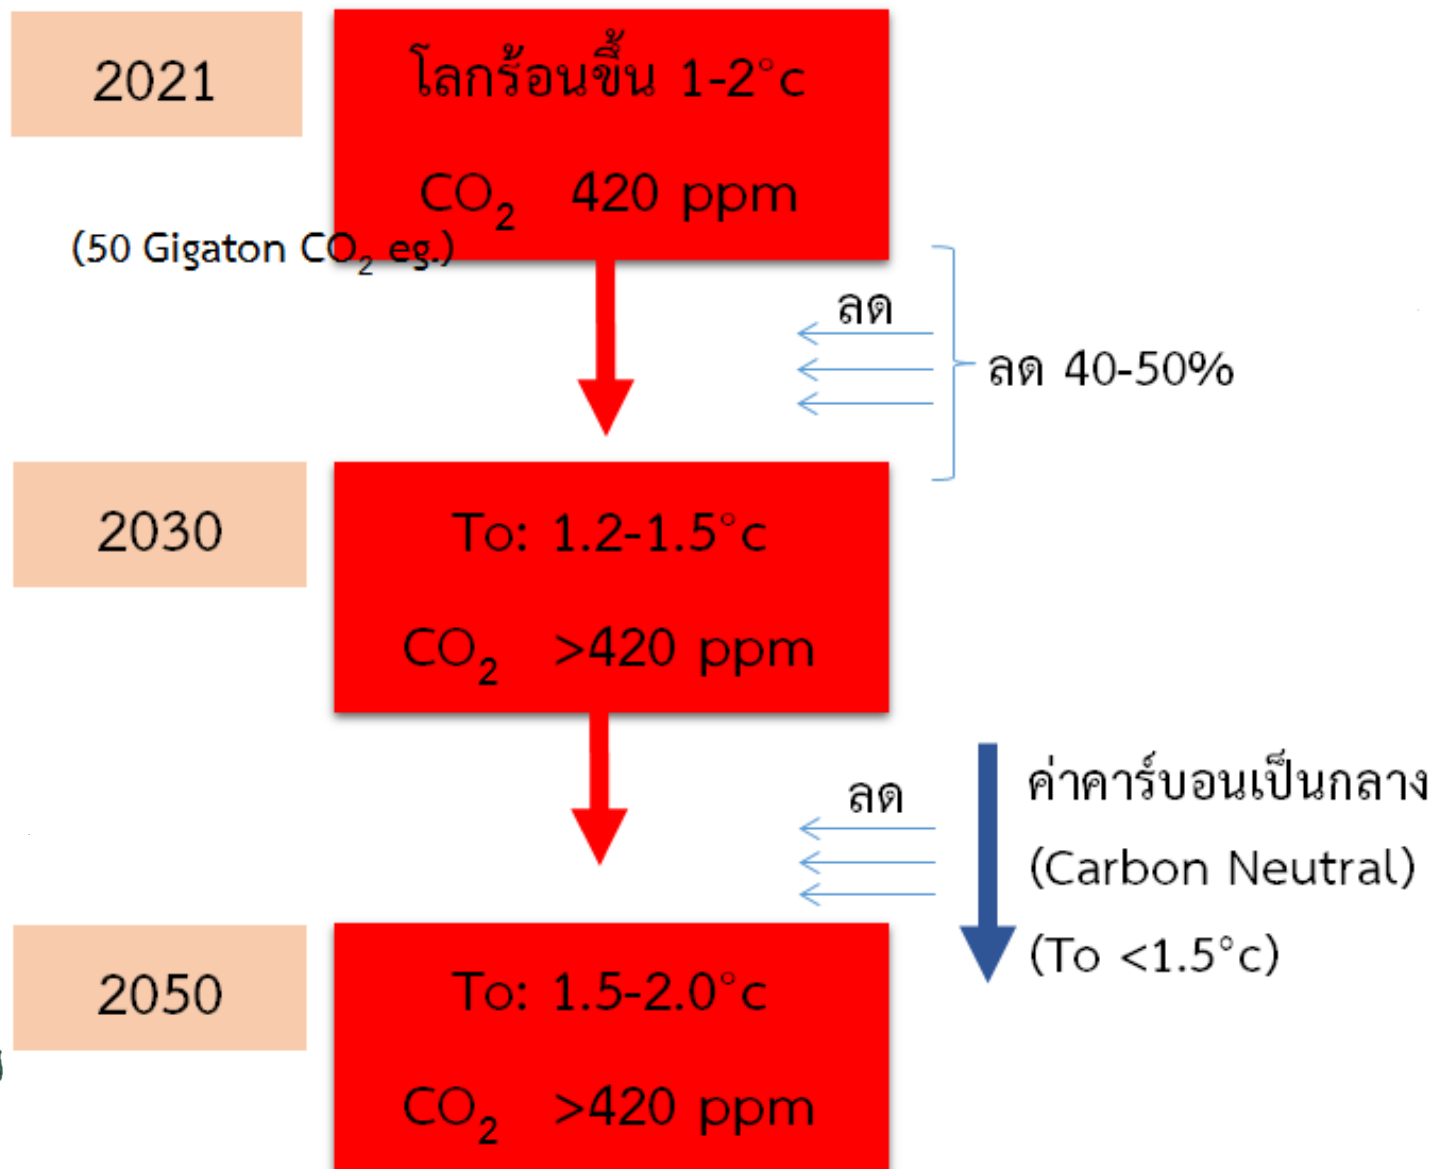 2021
โลกร้อนขึ้น 1-2°c
CO₂ 420 ppm
(50 Gigaton CO₂ eg.)
ลด
ลด 40-50%
2030
To: 1.2-1.5°c
CO₂ >420 ppm
ลด
ค่าคาร์บอนเป็นกลาง
(Carbon Neutral)
(To <1.5°c)
2050
To: 1.5-2.0°c
CO₂ >420 ppm